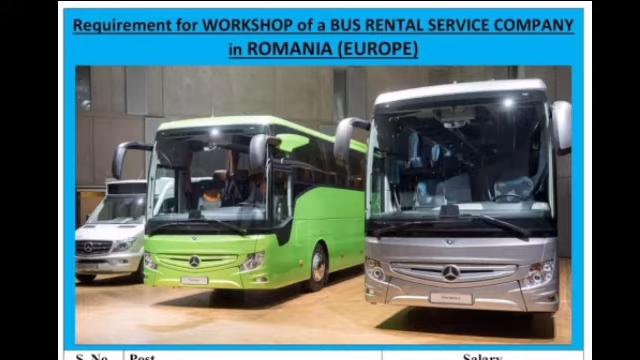 Requirement for WORKSHOP of a BUS RENTAL SERVICE COMPANY
in ROMANIA (EUROPE)
S. No Post Salary